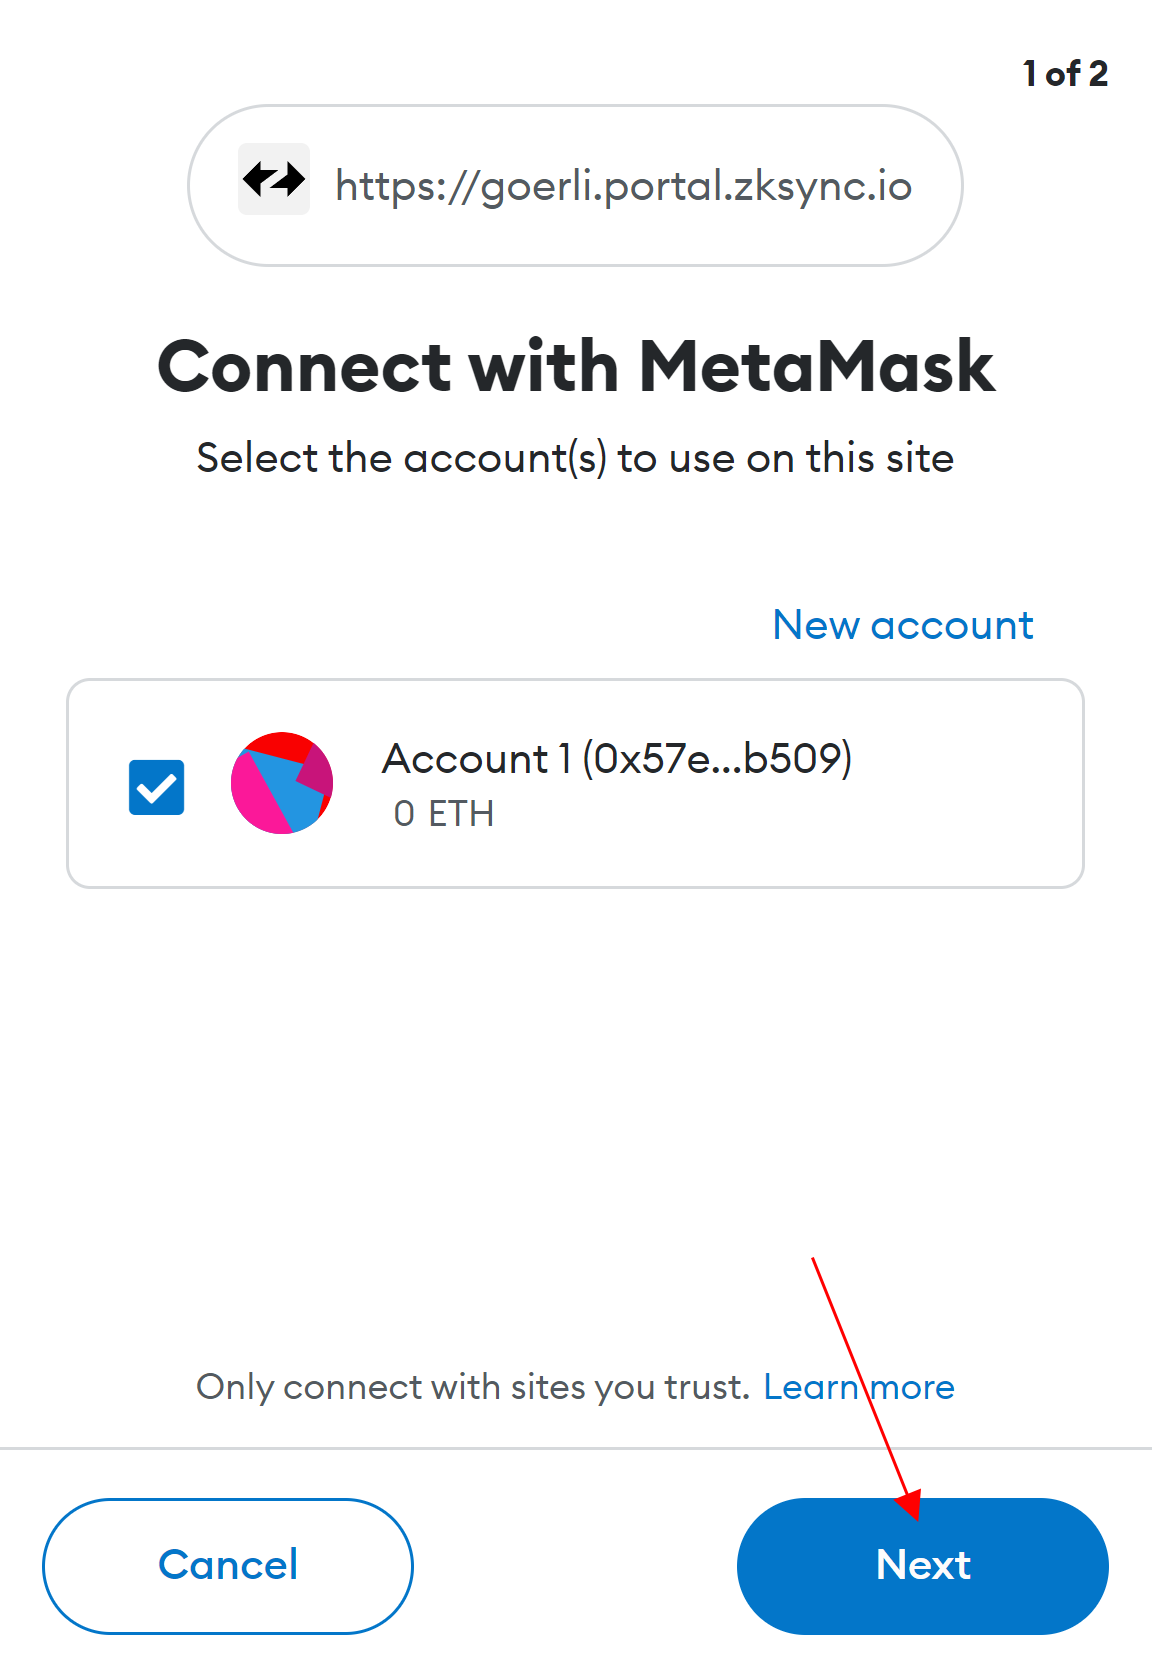 1 of 2
https://goerli.portal.zksync.io
Connect with MetaMask
Select the account(s) to use on this site
New account
Account 1 (0x57e...b509)
0 ETH
Only connect with sites you trust. Learn more
Cancel
Next